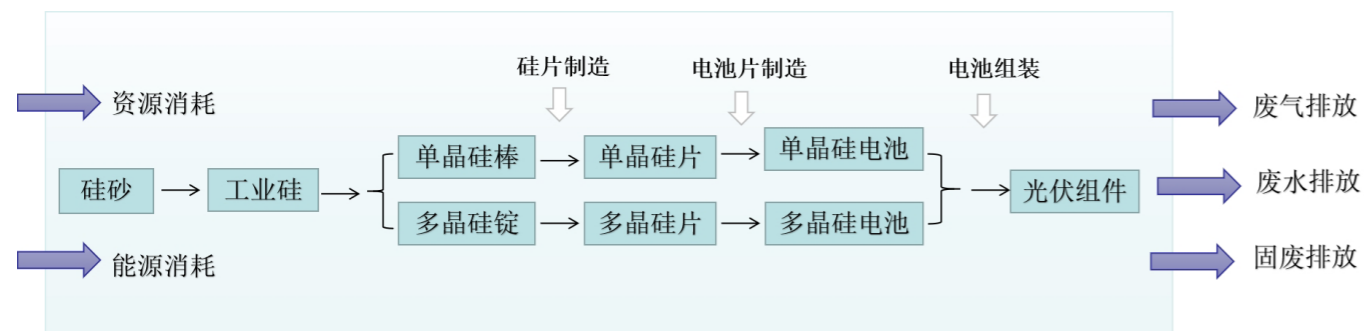 硅片制造
电池片制造
电池组装
资源消耗
废气排放
单晶硅棒
单晶硅片
单晶硅电池
硅砂
工业硅
光伏组件
废水排放
多晶硅锭
多晶硅片
多晶硅电池
能源消耗
固废排放